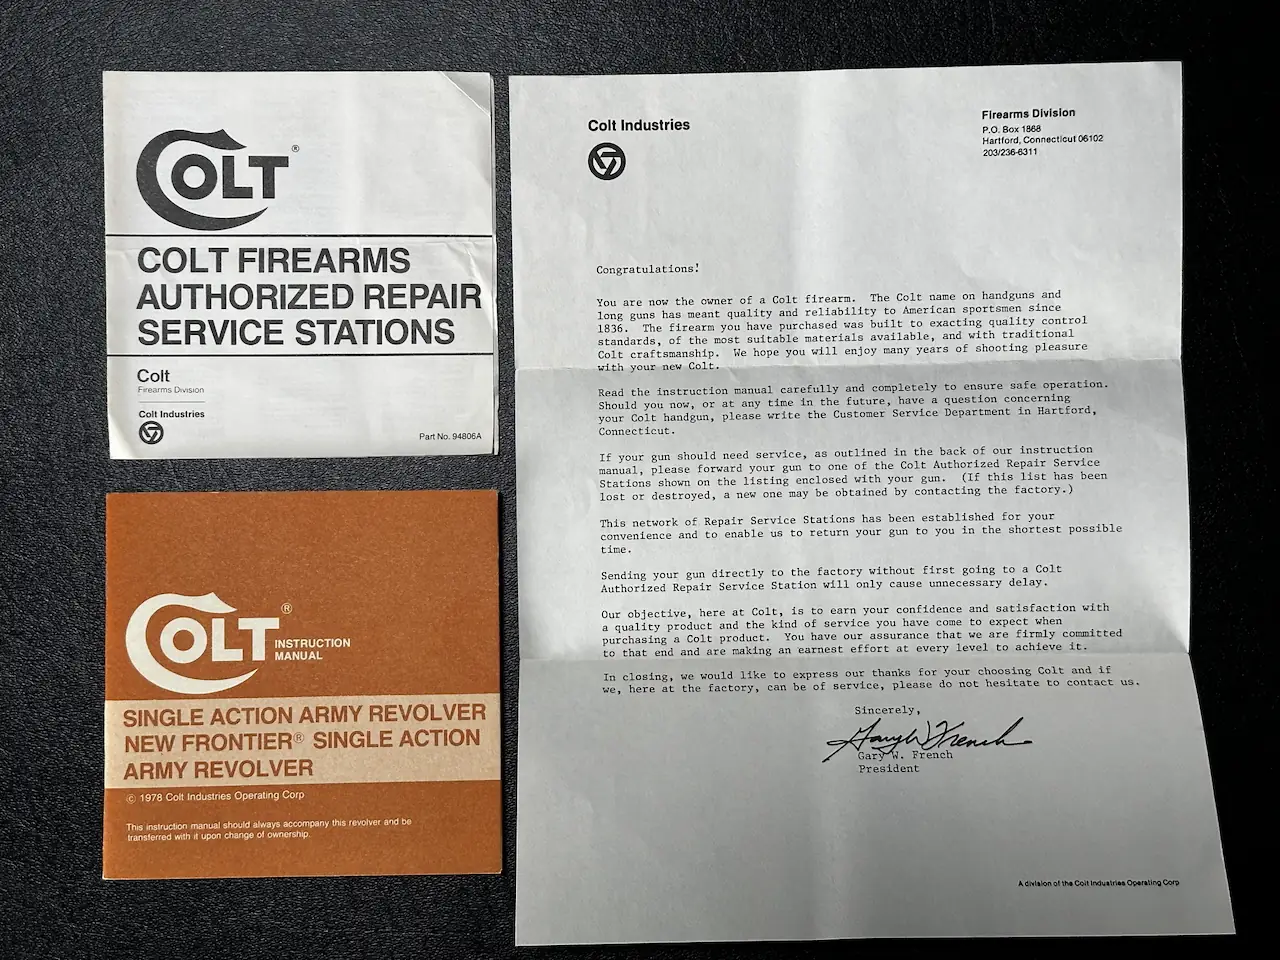 COLT®
COLT FIREARMS
AUTHORIZED REPAIR
SERVICE STATIONS
Colt
Firearms Division
Colt Industries
Part No. 94806A
COLT®
INSTRUCTION
MANUAL
SINGLE ACTION ARMY REVOLVER
NEW FRONTIER® SINGLE ACTION
ARMY REVOLVER
© 1978 Colt Industries Operating Corp
This instruction manual should always accompany this revolver and be
transferred with it upon change of ownership.
Colt Industries
Firearms Division
P.O. Box 1868
Hartford, Connecticut 06102
203/236-6311
Congratulations!
You are now the owner of a Colt firearm. The Colt name on handguns and
long guns has meant quality and reliability to American sportsmen since
1836. The firearm you have purchased was built to exacting quality control
standards, of the most suitable materials available, and with traditional
Colt craftsmanship. We hope you will enjoy many years of shooting pleasure
with your new Colt.
Read the instruction manual carefully and completely to ensure safe operation.
Should you now, or at any time in the future, have a question concerning
your Colt handgun, please write the Customer Service Department in Hartford,
Connecticut.
If your gun should need service, as outlined in the back of our instruction
manual, please forward your gun to one of the Colt Authorized Repair Service
Stations shown on the listing enclosed with your gun. (If this list has been
lost or destroyed, a new one may be obtained by contacting the factory.)
This network of Repair Service Stations has been established for your
convenience and to enable us to return your gun to you in the shortest possible
time.
Sending your gun directly to the factory without first going to a Colt
Authorized Repair Service Station will only cause unnecessary delay.
Our objective, here at Colt, is to earn your confidence and satisfaction with
a quality product and the kind of service you have come to expect when
purchasing a Colt product. You have our assurance that we are firmly committed
to that end and are making an earnest effort at every level to achieve it.
In closing, we would like to express our thanks for your choosing Colt and if
we, here at the factory, can be of service, please do not hesitate to contact us.
Sincerely,
Gary W. French
Gary W. French
President
A division of the Colt Industries Operating Corp